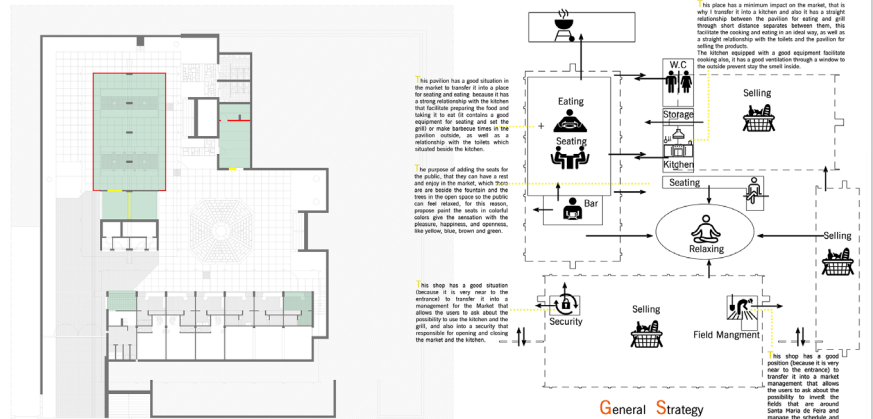 This place has a minimum impact on the market, that is
why I transfer it into a kitchen and also it has a straight
relationship between the pavilion for eating and grill
through short distance separates between them, this
facilitate the cooking and eating in an ideal way, as well as
a straight relationship with the toilets and the pavilion for
selling the products.
The kitchen equipped with a good equipment facilitate
cooking also, it has a good ventilation through a window to
the outside prevent stay the smell inside.
This pavilion has a good situation in
the market to transfer it into a place
for seating and eating because it has
a strong relationship with the kitchen
that facilitate preparing the food and
taking it to eat (it contains a good
equipment for seating and set the
grill) or make barbecue times in the
pavilion outside, as well as a
relationship with the toilets which
situated beside the kitchen.
The purpose of adding the seats for
the public, that they can have a rest
and enjoy in the market, which there
are are beside the fountain and the
trees in the open space so the public
can feel relaxed, for this reason,
propose paint the seats in colorful
colors give the sensation with the
pleasure, happiness, and openness,
like yellow, blue, brown and green.
This shop has a good situation
(because it is very near to the
entrance) to transfer it into a
management for the Market that
allows the users to ask about the
possibility to use the kitchen and the
grill, and also into a security that
responsible for opening and closing
the market and the kitchen.
W.C
Eating
Seating
Storage
Kitchen
Selling
Seating
Bar
Relaxing
Selling
Security
Selling
Field Mangment
This shop has a good
position (because it is very
near to the entrance) to
transfer it into a market
management that allows
the users to ask about the
possibility to invest the
fields that are around
Santa Maria de Feira and
manage the schedule and
General Strategy